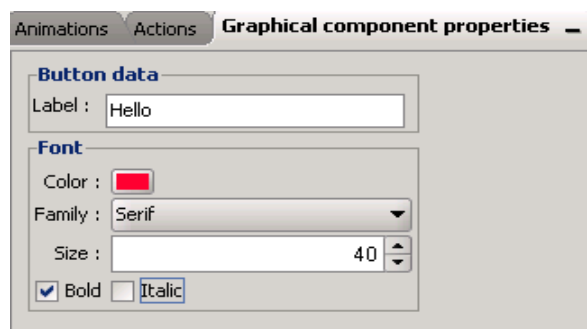 Animations Actions Graphical component properties
Button data
Label : Hello
Font
Color :
Family : Serif
Size : 40
Bold Italic